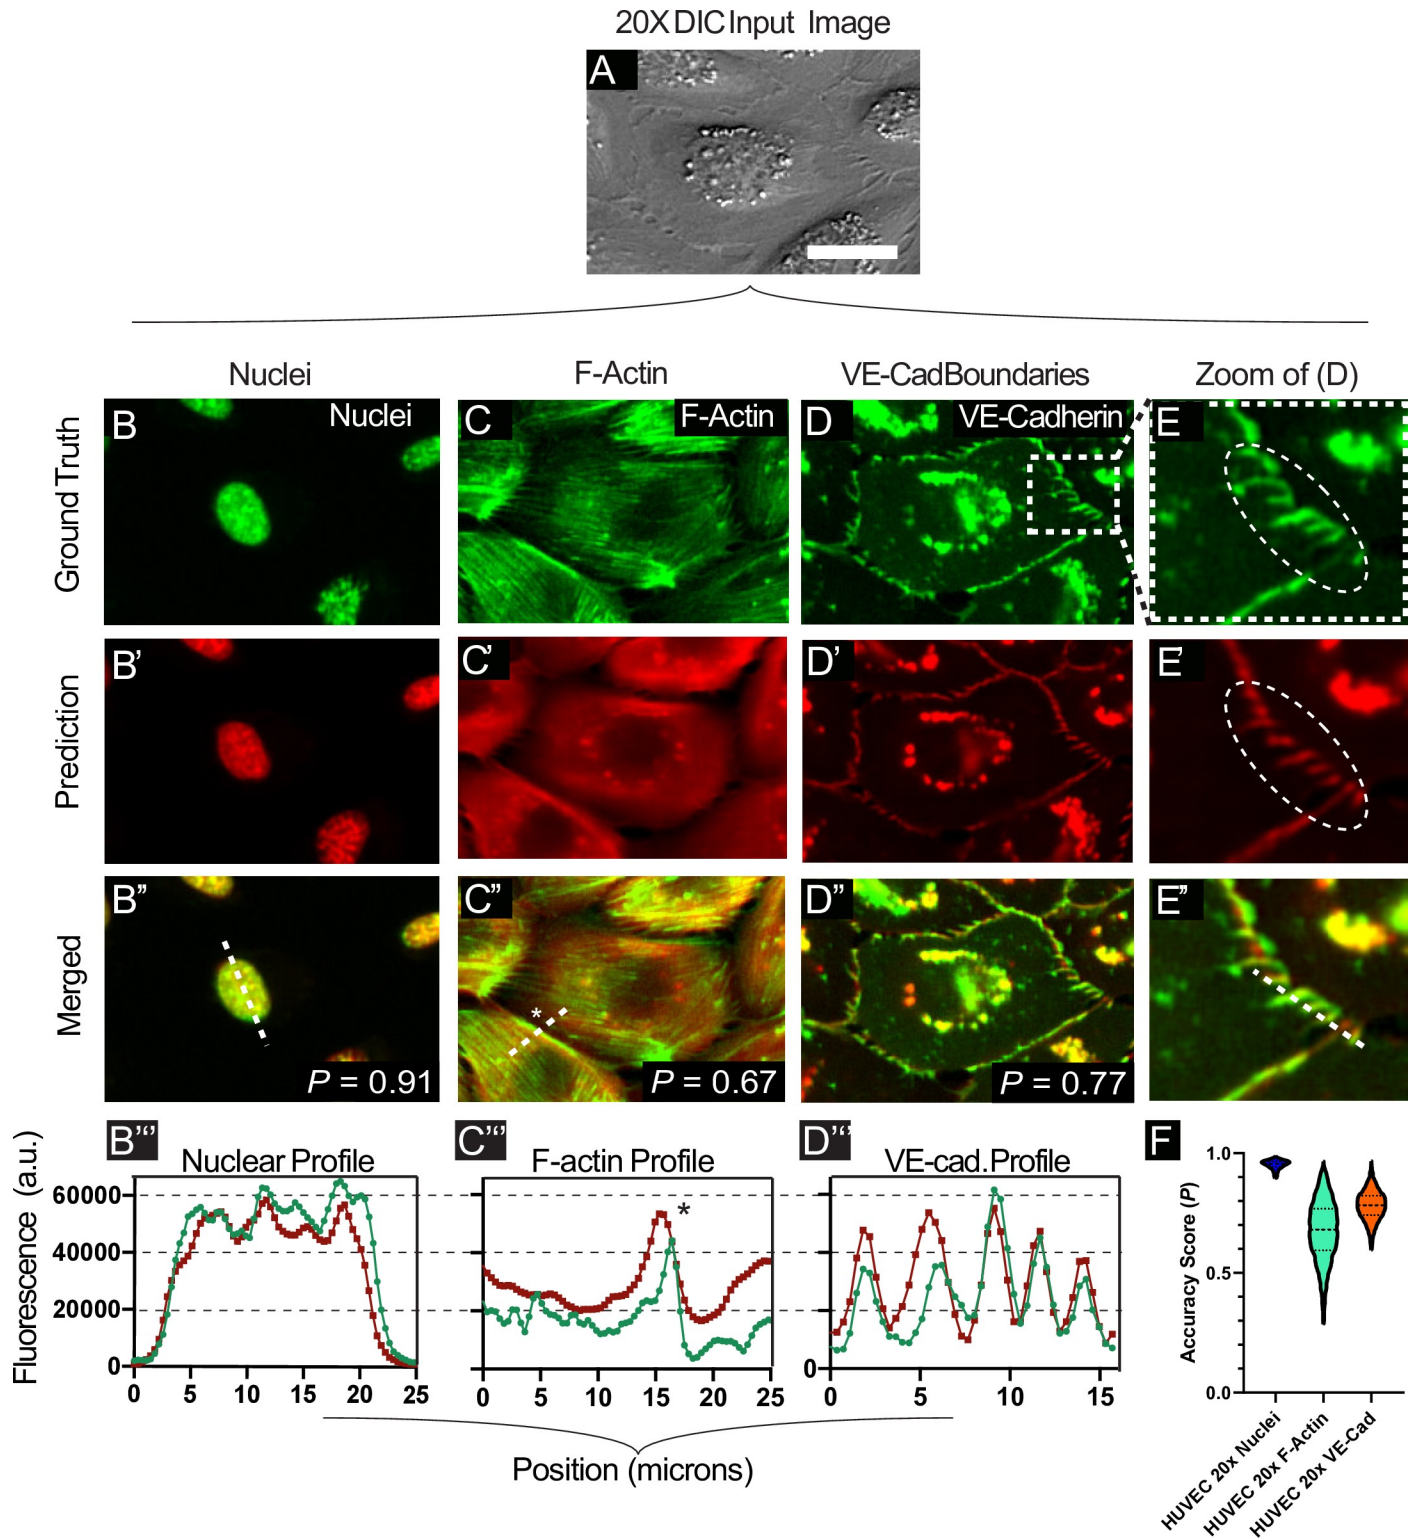 20X DIC Input Image
A
Nuclei
F-Actin
VE-Cad Boundaries
Zoom of (D)
Ground Truth
B
Nuclei
C
F-Actin
D
VE-Cadherin
E
Prediction
B'
C'
D'
E'
Merged
B''
P = 0.91
C''
*
P = 0.67
D''
P = 0.77
E''
B'''
Nuclear Profile
C'''
F-actin Profile
D'''
VE-cad. Profile
F
Fluorescence (a.u.)
60000
40000
20000
0
0 5 10 15 20 25
*
0 5 10 15 20 25
0
0 5 10 15
Position (microns)
Accuracy Score (P)
1.0
0.5
0.0
HUVEC 20x Nuclei
HUVEC 20x F-Actin
HUVEC 20x VE-Cad